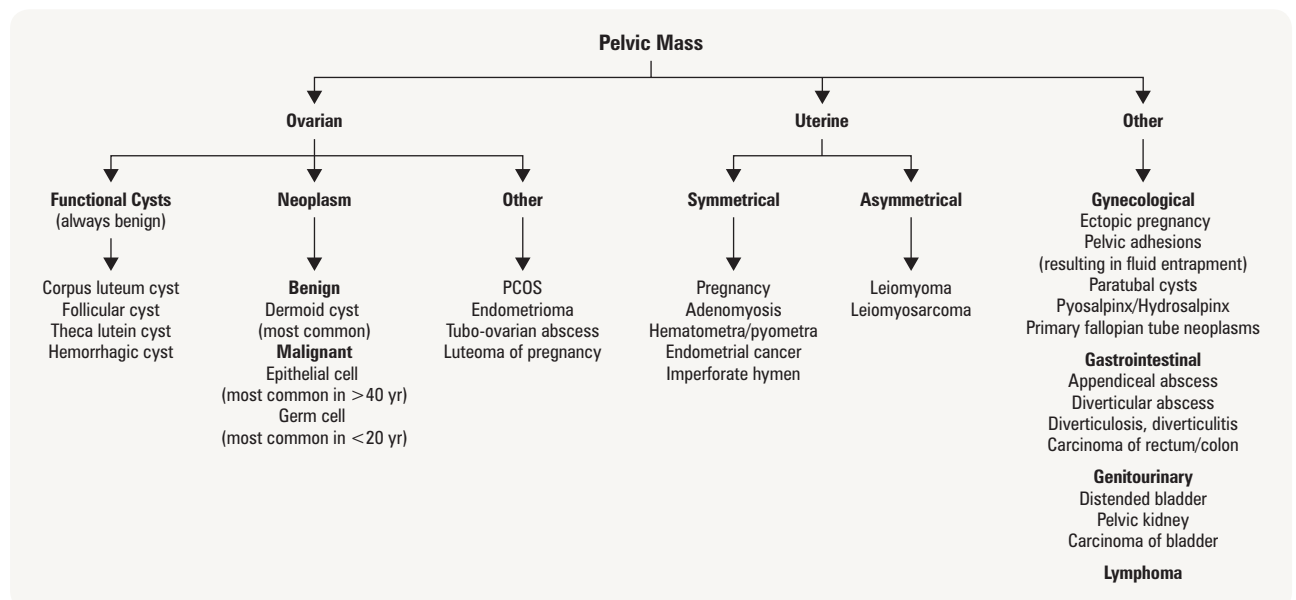 Pelvic Mass
Ovarian
Uterine
Other
Functional Cysts
(always benign)
Corpus luteum cyst
Follicular cyst
Theca lutein cyst
Hemorrhagic cyst
Neoplasm
Benign
Dermoid cyst
(most common)
Malignant
Epithelial cell
(most common in >40 yr)
Germ cell
(most common in <20 yr)
Other
PCOS
Endometrioma
Tubo-ovarian abscess
Luteoma of pregnancy
Symmetrical
Pregnancy
Adenomyosis
Hematometra/pyometra
Endometrial cancer
Imperforate hymen
Asymmetrical
Leiomyoma
Leiomyosarcoma
Gynecological
Ectopic pregnancy
Pelvic adhesions
(resulting in fluid entrapment)
Paratubal cysts
Pyosalpinx/Hydrosalpinx
Primary fallopian tube neoplasms
Gastrointestinal
Appendiceal abscess
Diverticular abscess
Diverticulosis, diverticulitis
Carcinoma of rectum/colon
Genitourinary
Distended bladder
Pelvic kidney
Carcinoma of bladder
Lymphoma